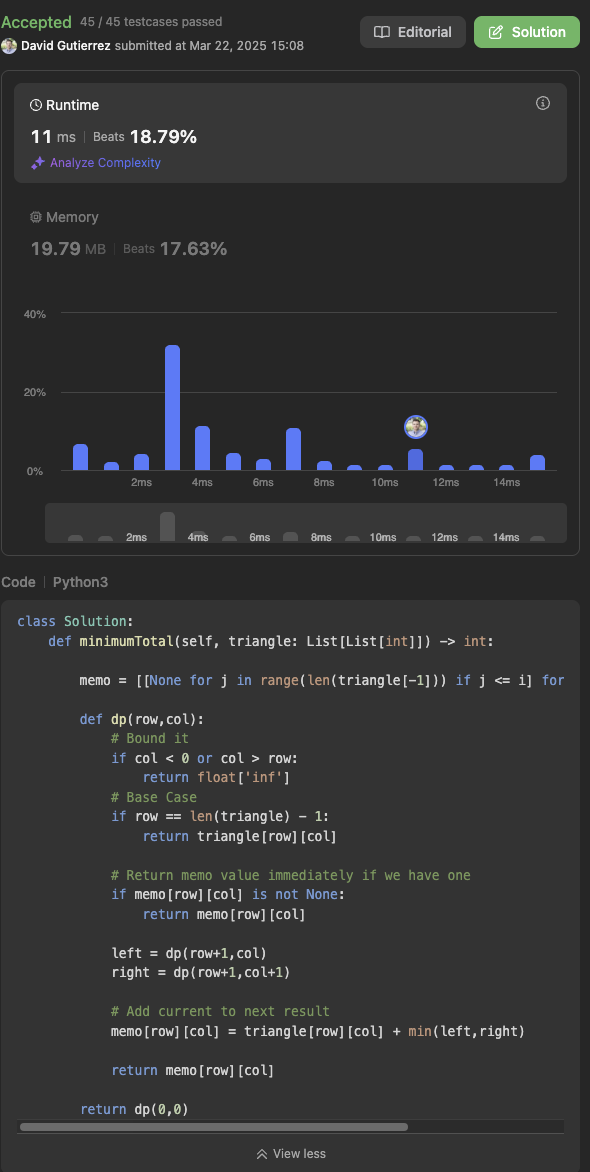 Accepted 45 / 45 testcases passed
David Gutierrez submitted at Mar 22, 2025 15:08
Editorial
Solution
Runtime
11 ms | Beats 18.79%
Analyze Complexity
Memory
19.79 MB | Beats 17.63%
40%
20%
0%
2ms 4ms 6ms 8ms 10ms 12ms 14ms
2ms 4ms 6ms 8ms 10ms 12ms 14ms
Code | Python3
class Solution:
    def minimumTotal(self, triangle: List[List[int]]) -> int:

        memo = [[None for j in range(len(triangle[-1])) if j <= i] for

        def dp(row,col):
            # Bound it
            if col < 0 or col > row:
                return float['inf']
            # Base Case
            if row == len(triangle) - 1:
                return triangle[row][col]

            # Return memo value immediately if we have one
            if memo[row][col] is not None:
                return memo[row][col]

            left = dp(row+1,col)
            right = dp(row+1,col+1)

            # Add current to next result
            memo[row][col] = triangle[row][col] + min(left,right)

            return memo[row][col]

        return dp(0,0)
View less